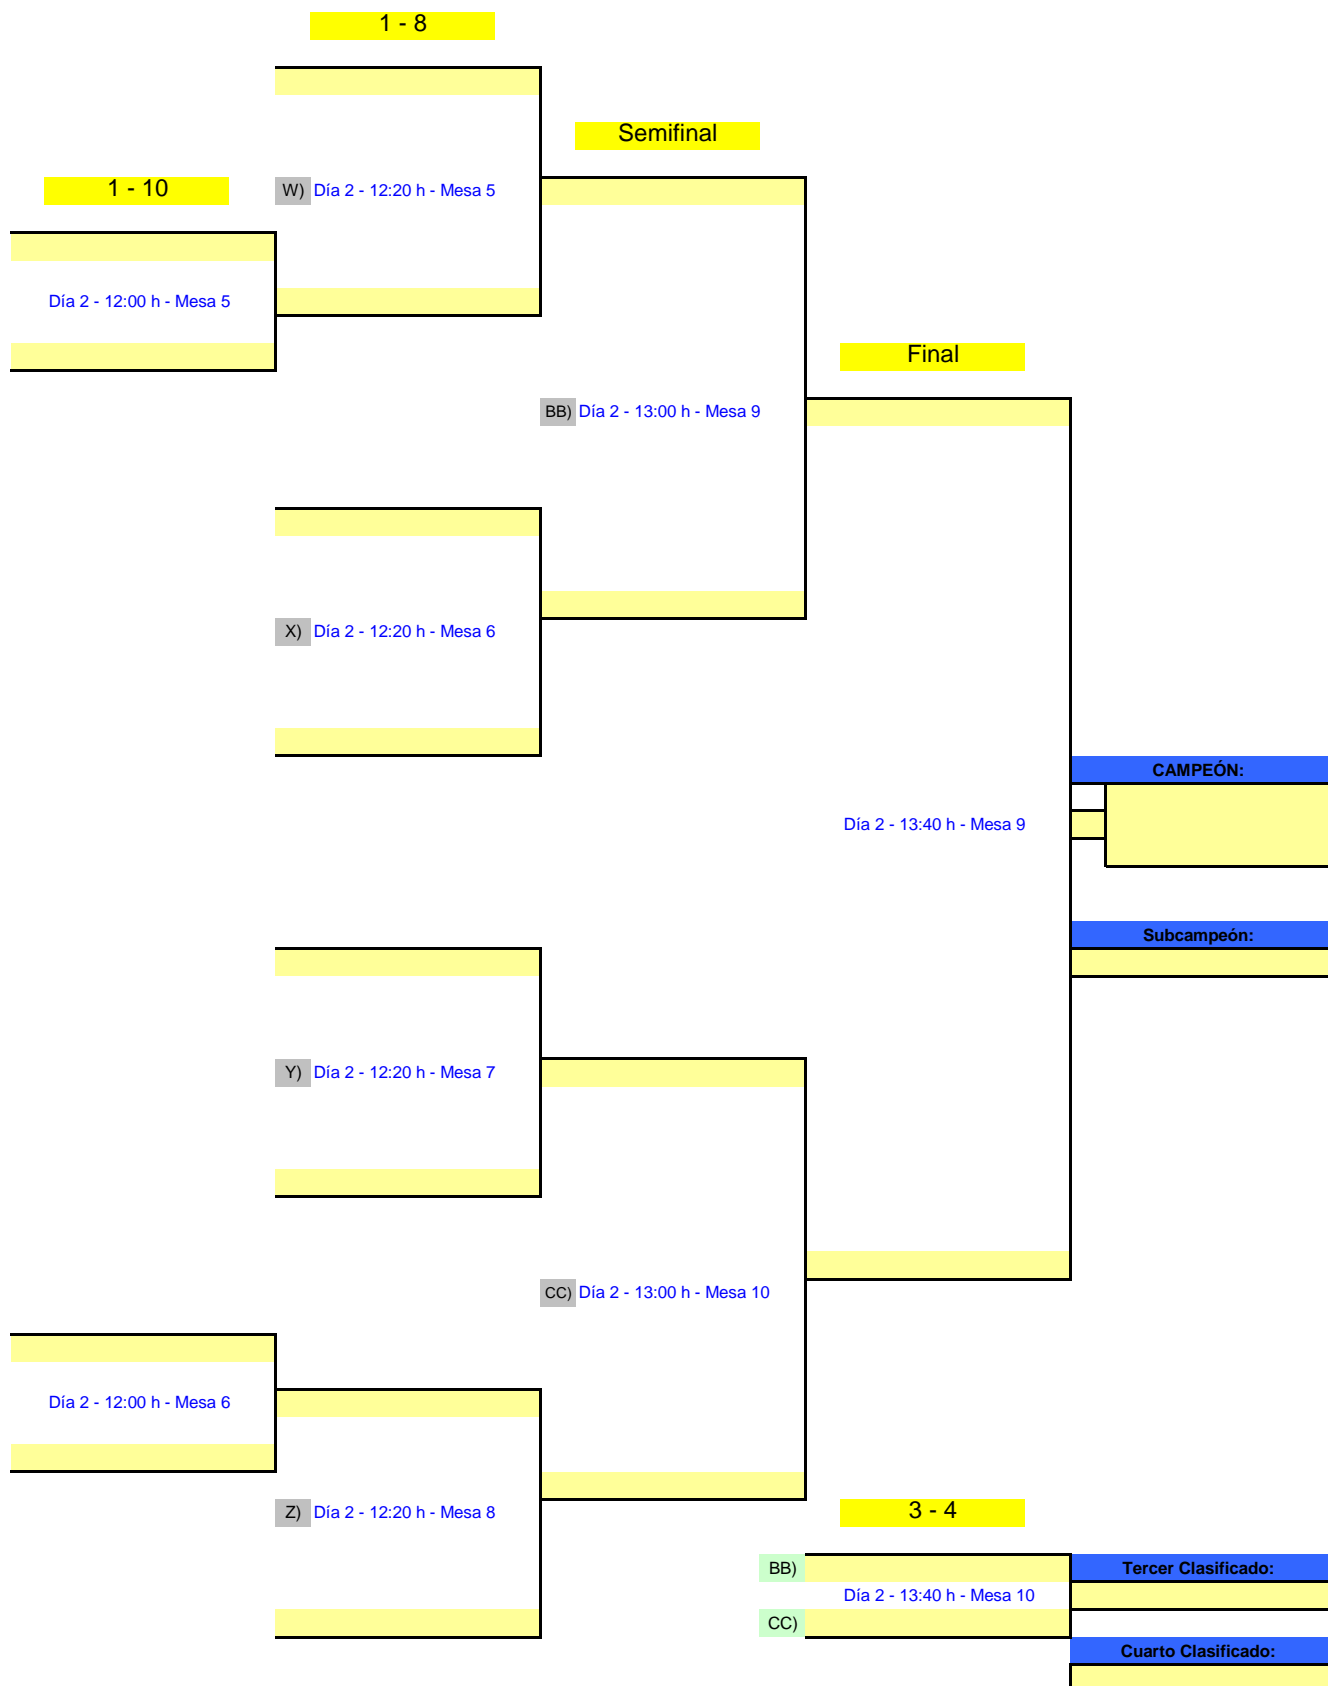 1 - 8
Semifinal
1 - 10
W) Día 2 - 12:20 h - Mesa 5
Día 2 - 12:00 h - Mesa 5
Final
BB) Día 2 - 13:00 h - Mesa 9
X) Día 2 - 12:20 h - Mesa 6
CAMPEÓN:
Día 2 - 13:40 h - Mesa 9
Subcampeón:
Y) Día 2 - 12:20 h - Mesa 7
CC) Día 2 - 13:00 h - Mesa 10
Día 2 - 12:00 h - Mesa 6
Z) Día 2 - 12:20 h - Mesa 8
3 - 4
BB)
Tercer Clasificado:
Día 2 - 13:40 h - Mesa 10
CC)
Cuarto Clasificado: